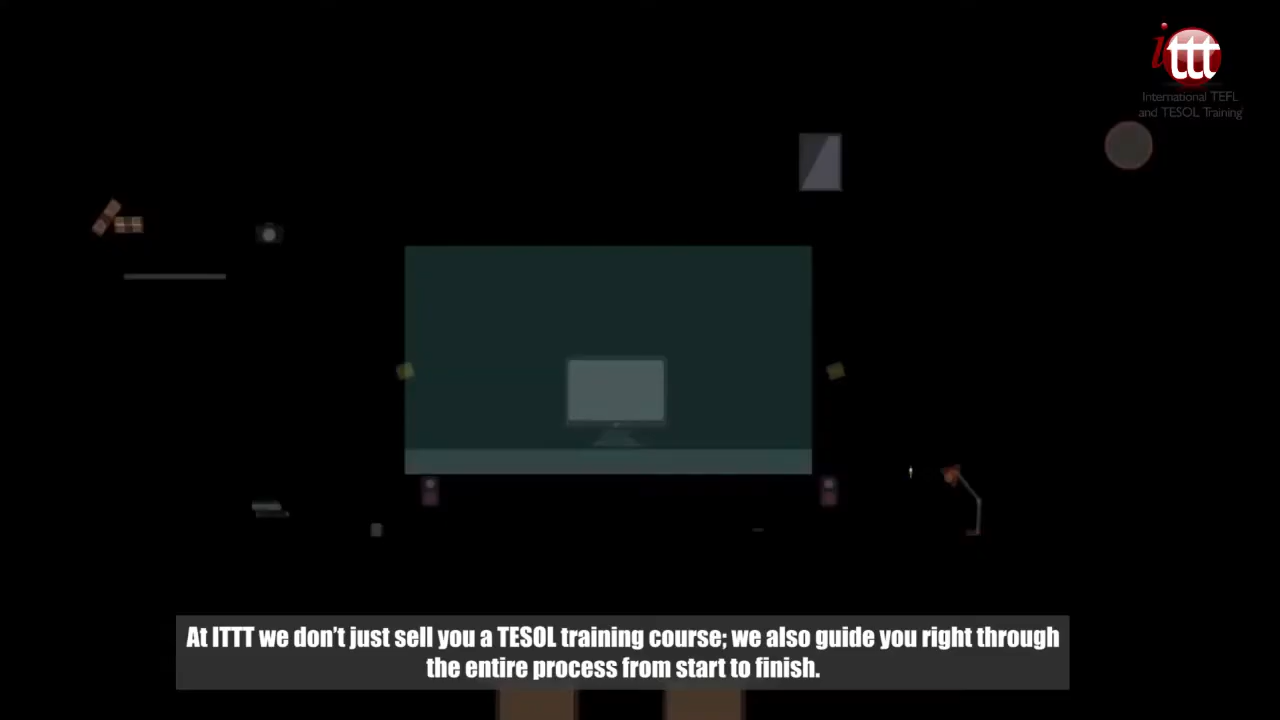 ittt
International TEFL
and TESOL Training
At ITTT we don't just sell you a TESOL training course; we also guide you right through
the entire process from start to finish.